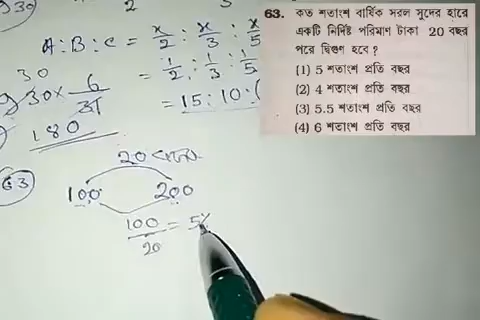 A : B : C = x/2 : x/3 : x/5
= 1/2 : 1/3 : 1/5
= 15 : 10 :
30
30 × 6/31
180
63
20 বছর
100 200
100/20 = 5%
63. কত শতাংশ বার্ষিক সরল সুদের হারে
একটি নির্দিষ্ট পরিমাণ টাকা 20 বছর
পরে দ্বিগুণ হবে ?
(1) 5 শতাংশ প্রতি বছর
(2) 4 শতাংশ প্রতি বছর
(3) 5.5 শতাংশ প্রতি বছর
(4) 6 শতাংশ প্রতি বছর